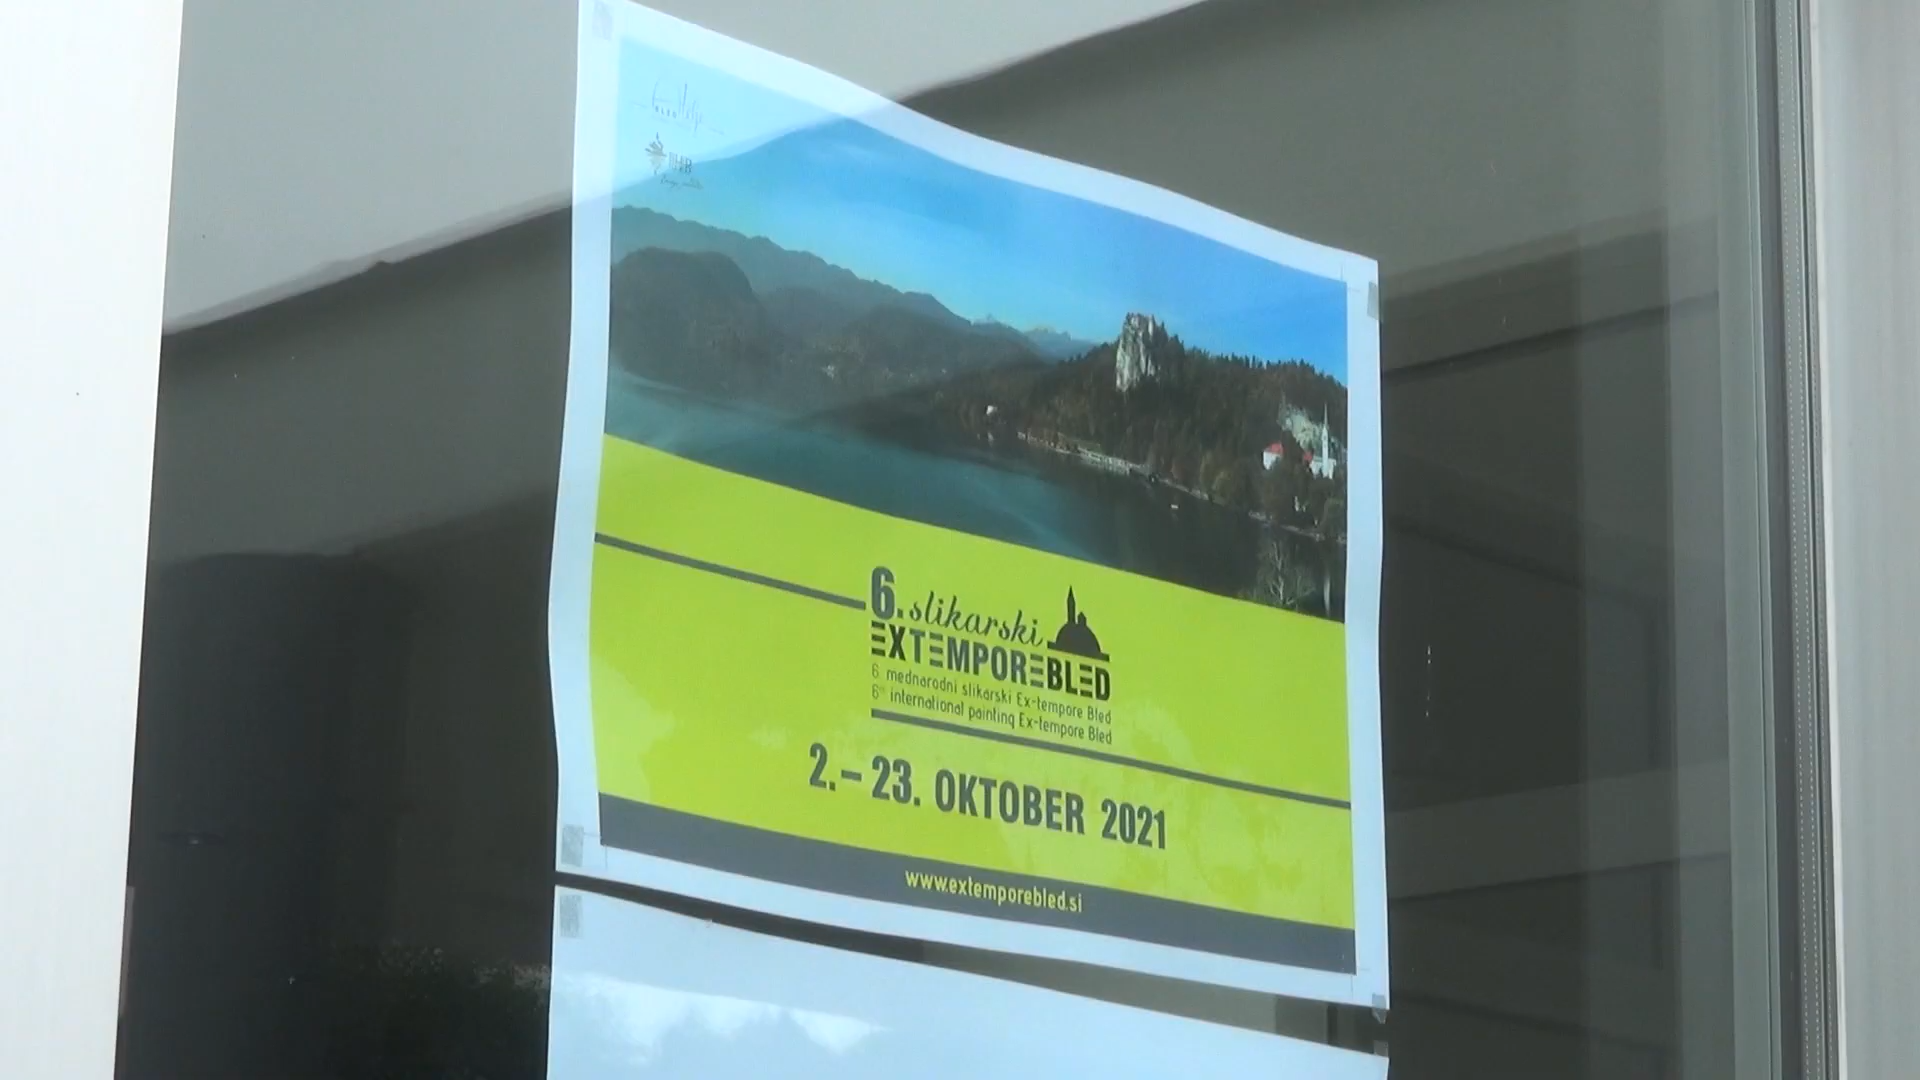 6. slikarski
EXTEMPOREBLED
6. mednarodni slikarski Ex-tempore Bled
6th international painting Ex-tempore Bled
2. – 23. OKTOBER 2021
www.extemporebled.si